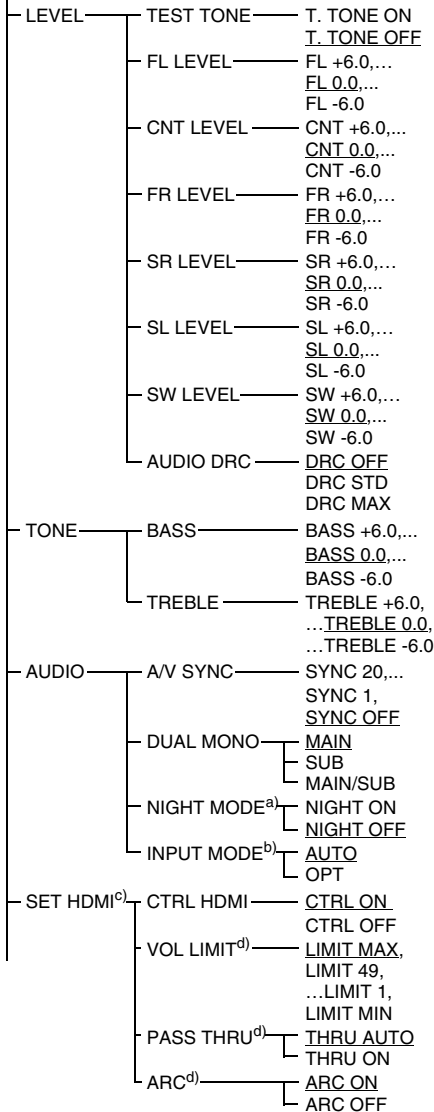 LEVEL TEST TONE T. TONE ON
T. TONE OFF
FL LEVEL FL +6.0,…
FL 0.0,...
FL -6.0
CNT LEVEL CNT +6.0,...
CNT 0.0,...
CNT -6.0
FR LEVEL FR +6.0,…
FR 0.0,...
FR -6.0
SR LEVEL SR +6.0,…
SR 0.0,...
SR -6.0
SL LEVEL SL +6.0,…
SL 0.0,...
SL -6.0
SW LEVEL SW +6.0,…
SW 0.0,...
SW -6.0
AUDIO DRC DRC OFF
DRC STD
DRC MAX
TONE BASS BASS +6.0,...
BASS 0.0,...
BASS -6.0
TREBLE TREBLE +6.0,
…TREBLE 0.0,
…TREBLE -6.0
AUDIO A/V SYNC SYNC 20,...
SYNC 1,
SYNC OFF
DUAL MONO MAIN
SUB
MAIN/SUB
NIGHT MODEa) NIGHT ON
NIGHT OFF
INPUT MODEb) AUTO
OPT
SET HDMIc) CTRL HDMI CTRL ON
CTRL OFF
VOL LIMITd) LIMIT MAX,
LIMIT 49,
…LIMIT 1,
LIMIT MIN
PASS THRUd) THRU AUTO
THRU ON
ARCd) ARC ON
ARC OFF